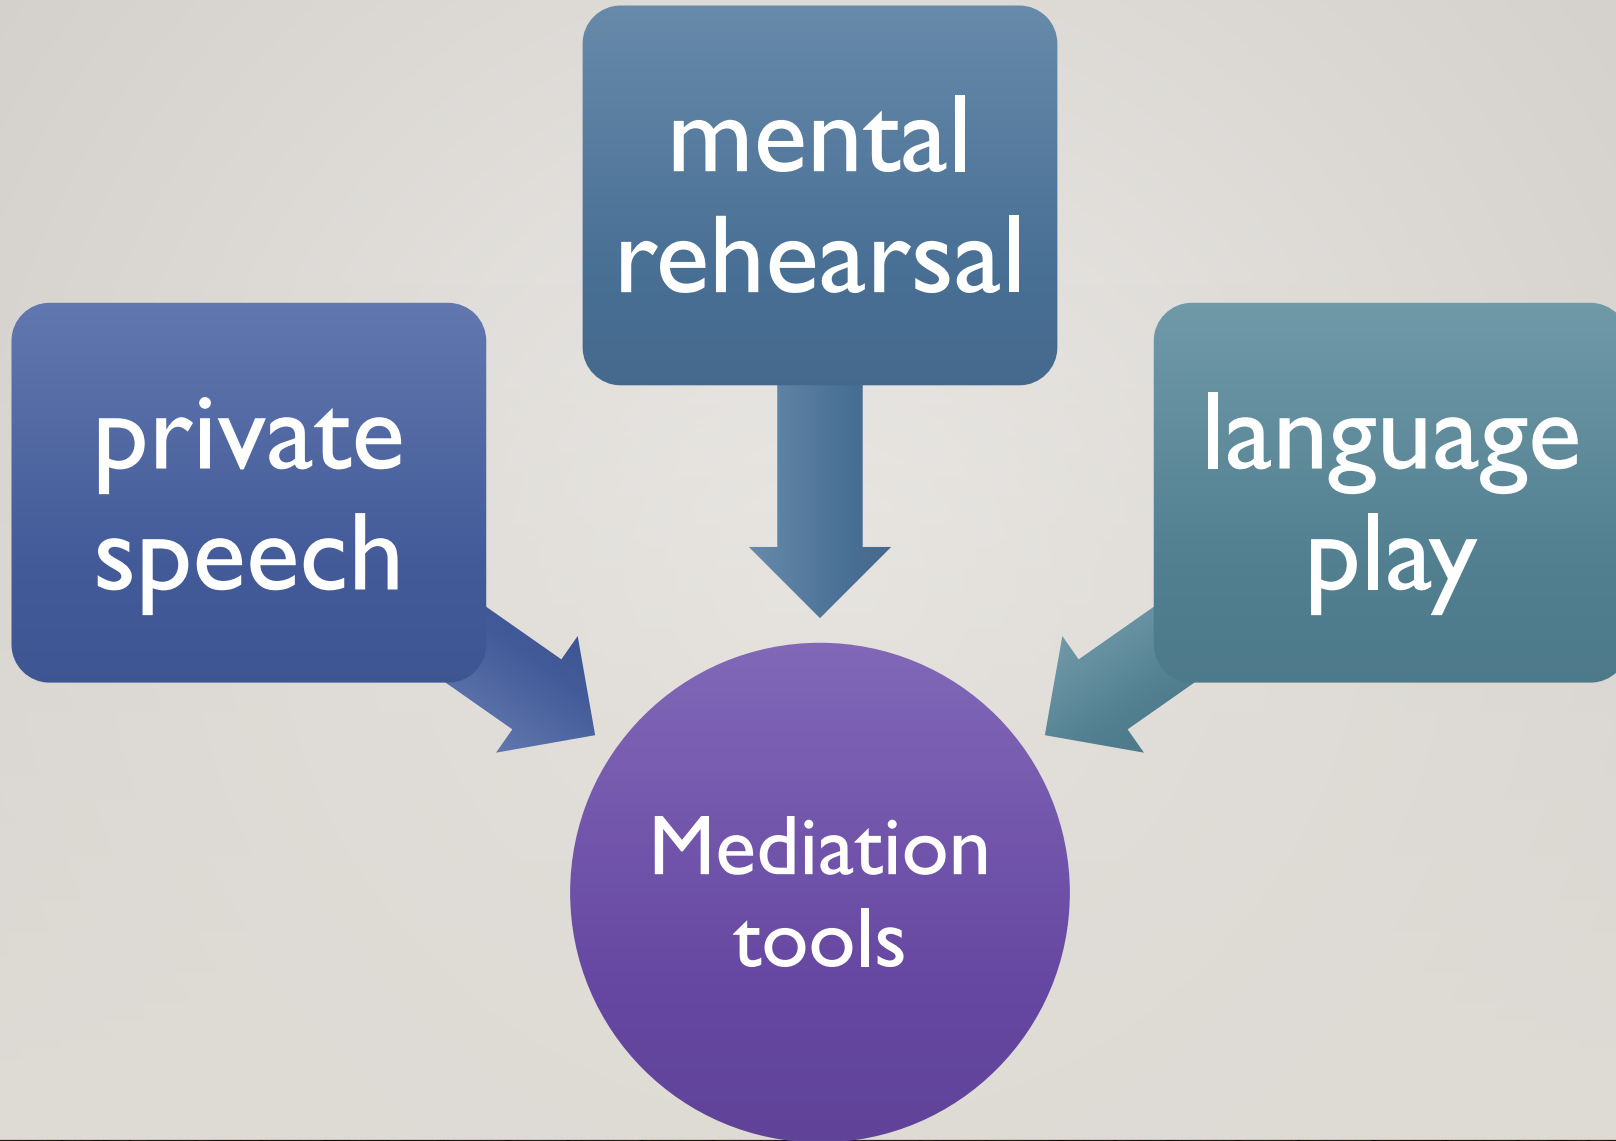 mental
rehearsal
private
speech
language
play
Mediation
tools